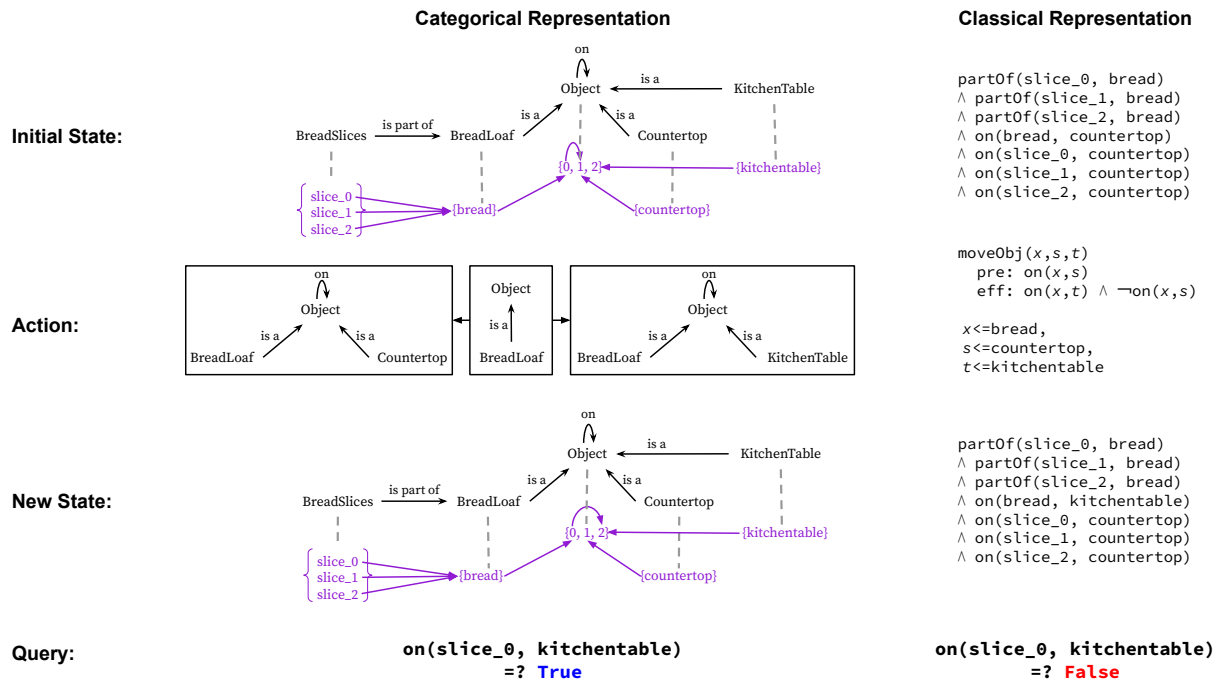 Categorical Representation
Classical Representation
Initial State:
on
Object
is a
KitchenTable
BreadSlices
is part of
BreadLoaf
is a
is a
Countertop
{0, 1, 2}
{kitchentable}
slice_0
slice_1
slice_2
{bread}
{countertop}
partOf(slice_0, bread)
∧ partOf(slice_1, bread)
∧ partOf(slice_2, bread)
∧ on(bread, countertop)
∧ on(slice_0, countertop)
∧ on(slice_1, countertop)
∧ on(slice_2, countertop)
Action:
on
Object
is a
is a
BreadLoaf
Countertop
Object
is a
BreadLoaf
on
Object
is a
is a
BreadLoaf
KitchenTable
moveObj(x,s,t)
pre: on(x,s)
eff: on(x,t) ∧ ¬on(x,s)
x<=bread,
s<=countertop,
t<=kitchentable
New State:
on
Object
is a
KitchenTable
BreadSlices
is part of
BreadLoaf
is a
is a
Countertop
{0, 1, 2}
{kitchentable}
slice_0
slice_1
slice_2
{bread}
{countertop}
partOf(slice_0, bread)
∧ partOf(slice_1, bread)
∧ partOf(slice_2, bread)
∧ on(bread, kitchentable)
∧ on(slice_0, countertop)
∧ on(slice_1, countertop)
∧ on(slice_2, countertop)
Query:
on(slice_0, kitchentable)
=? True
on(slice_0, kitchentable)
=? False